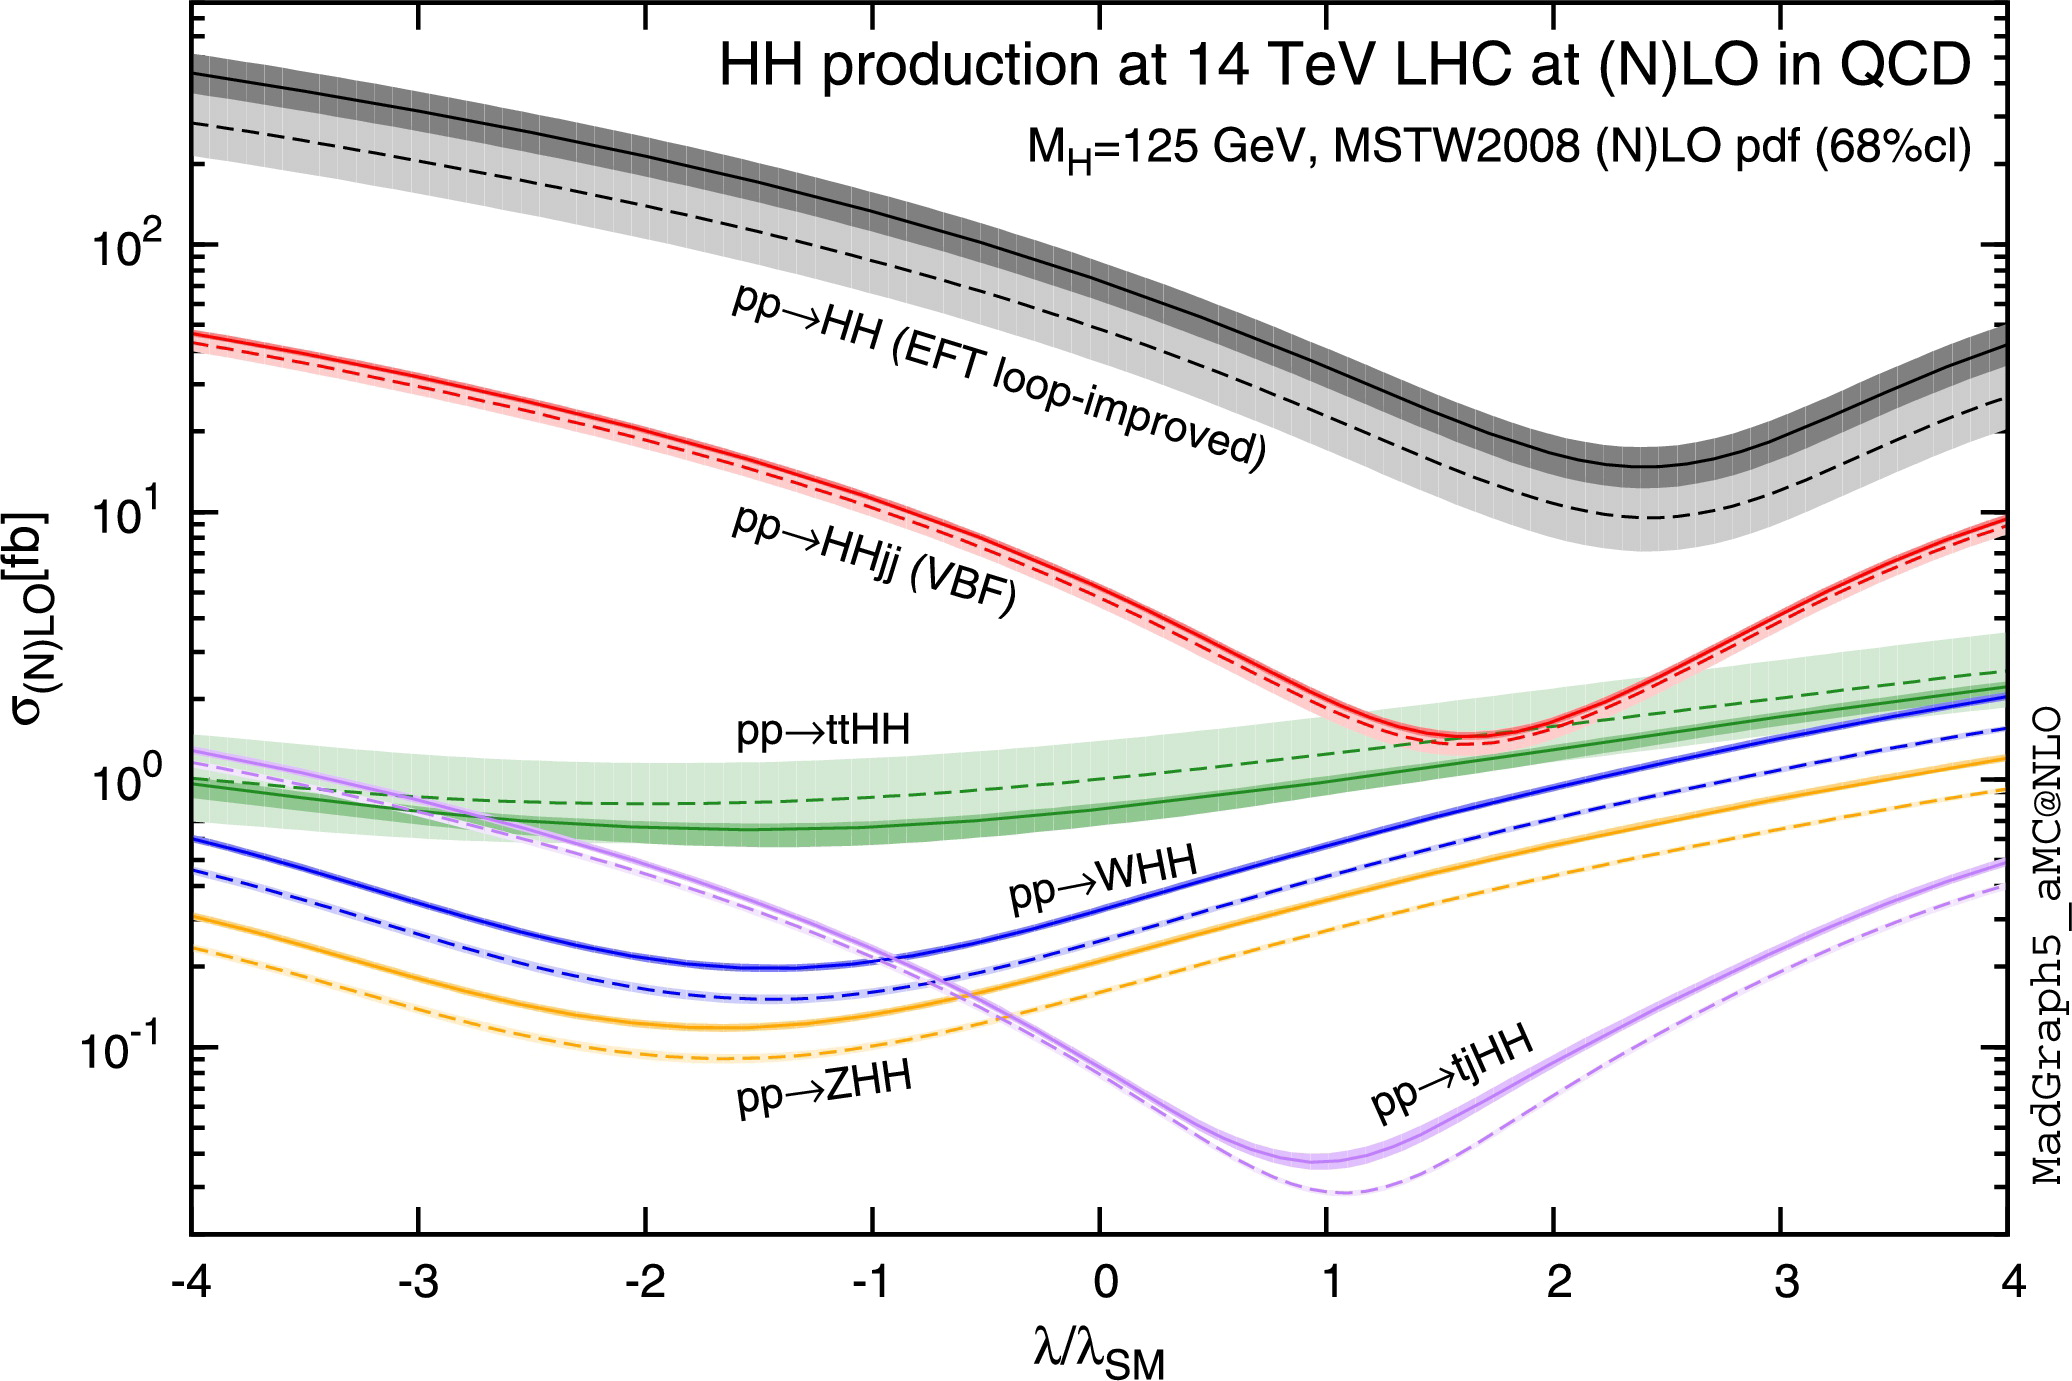 HH production at 14 TeV LHC at (N)LO in QCD
M_H=125 GeV, MSTW2008 (N)LO pdf (68%cl)
10^2
10^1
10^0
10^-1
σ_(N)LO[fb]
pp→HH (EFT loop-improved)
pp→HHjj (VBF)
pp→ttHH
pp→WHH
pp→ZHH
pp→tjHH
-4 -3 -2 -1 0 1 2 3 4
λ/λ_SM
MadGraph5_aMC@NLO